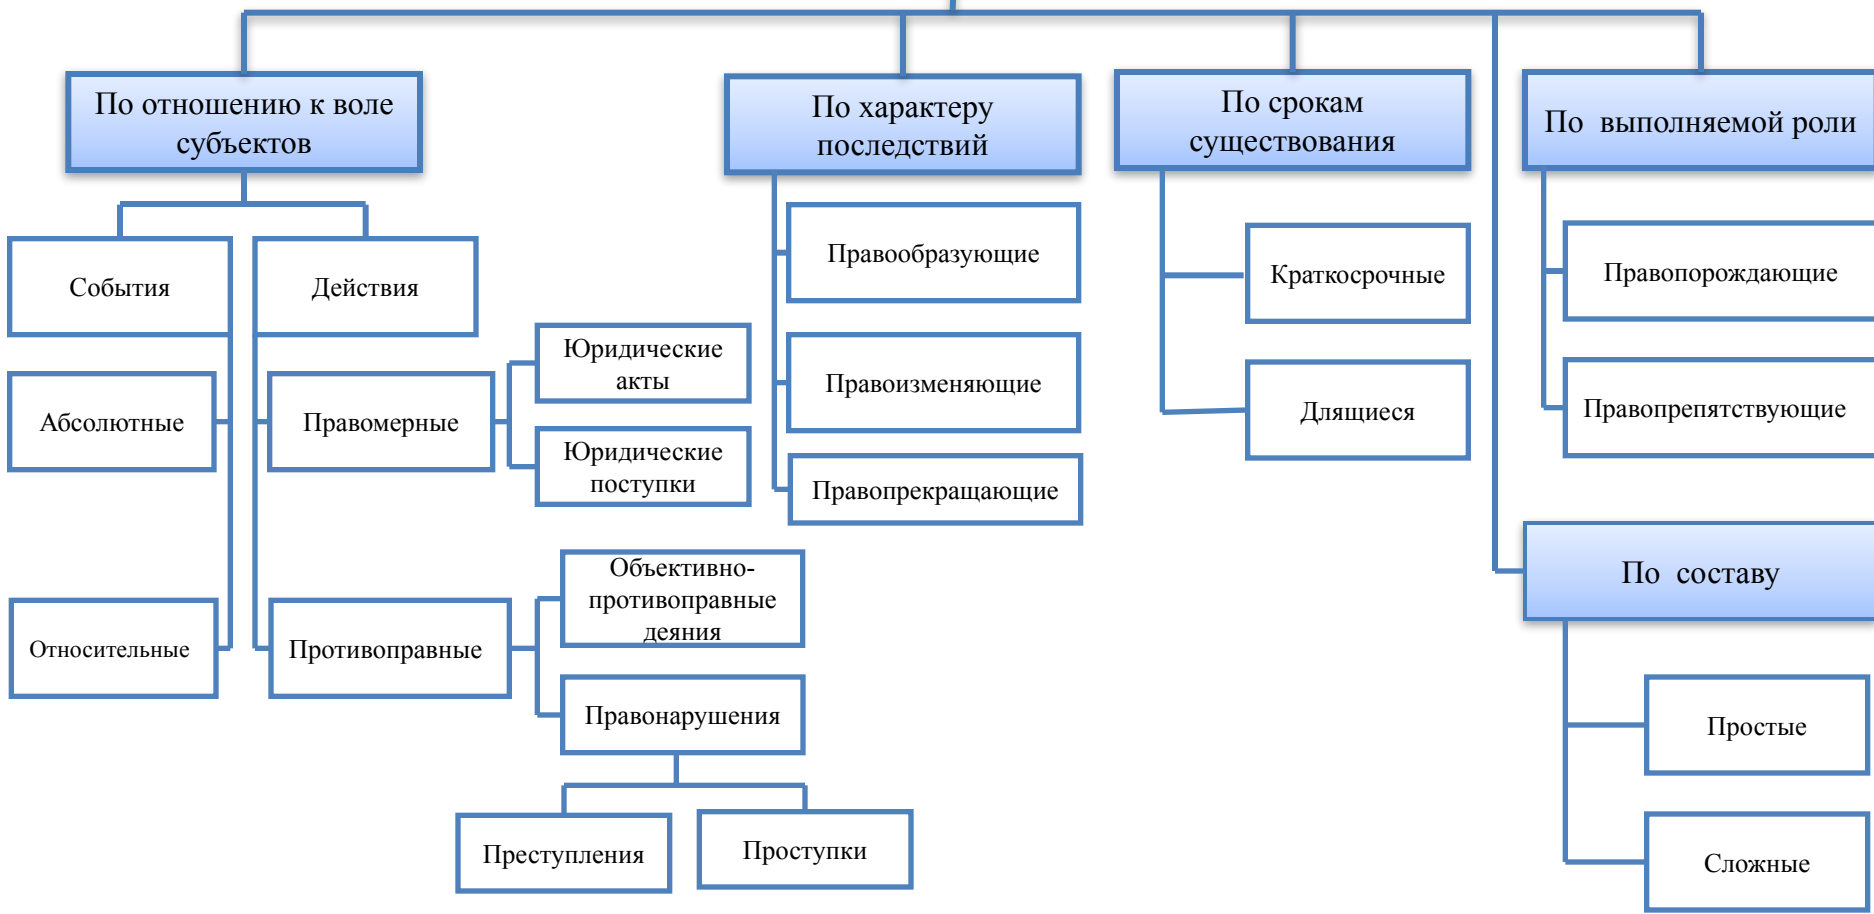 По отношению к воле
субъектов
По характеру
последствий
По срокам
существования
По выполняемой роли
События
Действия
Абсолютные
Относительные
Правомерные
Юридические
акты
Юридические
поступки
Противоправные
Объективно-
противоправные
деяния
Правонарушения
Преступления
Проступки
Правообразующие
Правоизменяющие
Правопрекращающие
Краткосрочные
Длящиеся
Правопорождающие
Правопрепятствующие
По составу
Простые
Сложные